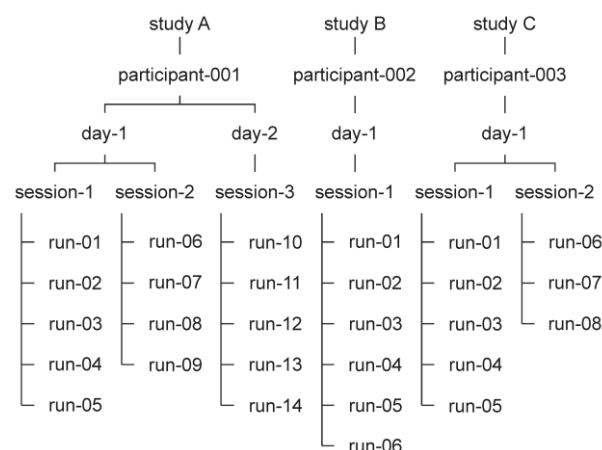 study A study B study C
participant-001 participant-002 participant-003
day-1 day-2 day-1 day-1
session-1 session-2 session-3 session-1 session-1 session-2
run-01 run-06 run-10 run-01 run-01 run-06
run-02 run-07 run-11 run-02 run-02 run-07
run-03 run-08 run-12 run-03 run-03 run-08
run-04 run-09 run-13 run-04 run-04
run-05 run-14 run-05 run-05
run-06